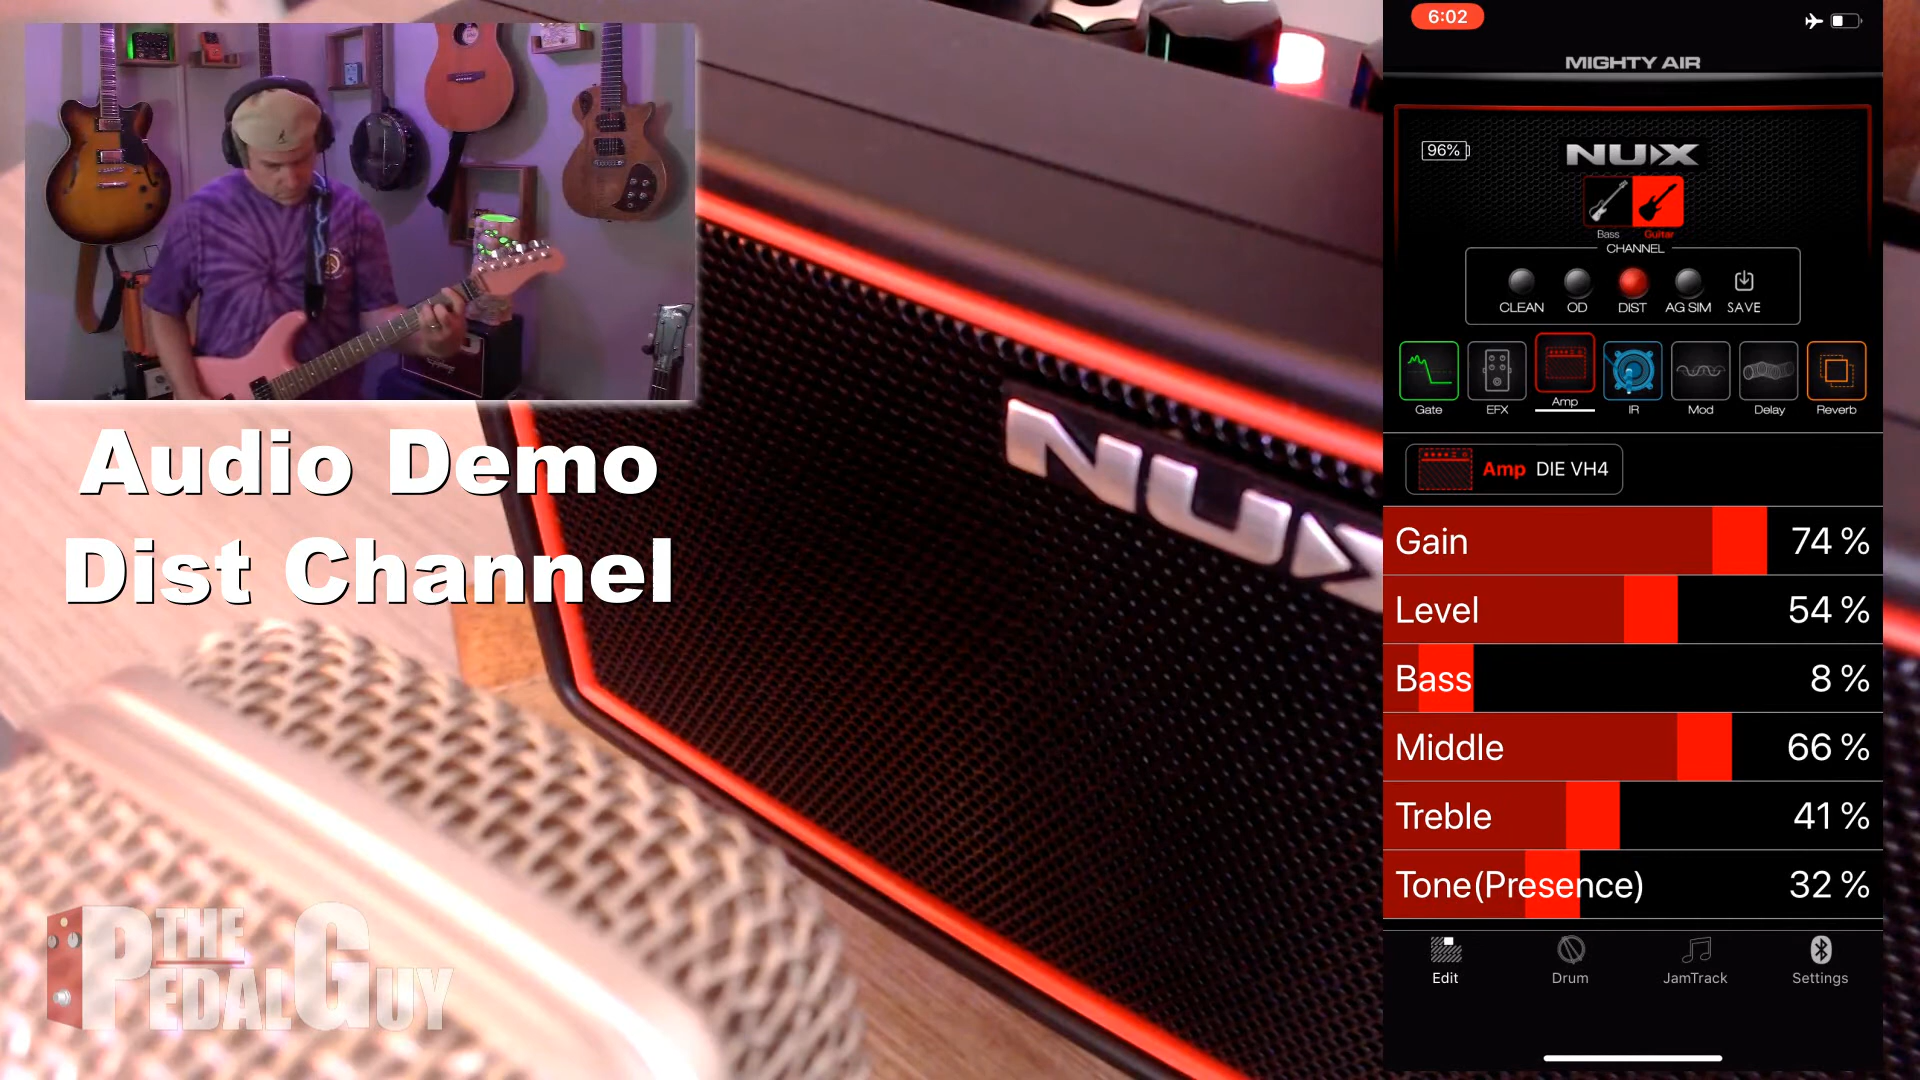 Audio Demo
Dist Channel
THE
PEDALGUY
NUX
6:02
MIGHTY AIR
96%
NUX
Bass Guitar
CHANNEL
CLEAN OD DIST AG SIM SAVE
Gate EFX Amp IR Mod Delay Reverb
Amp DIE VH4
Gain 74 %
Level 54 %
Bass 8 %
Middle 66 %
Treble 41 %
Tone(Presence) 32 %
Edit Drum JamTrack Settings